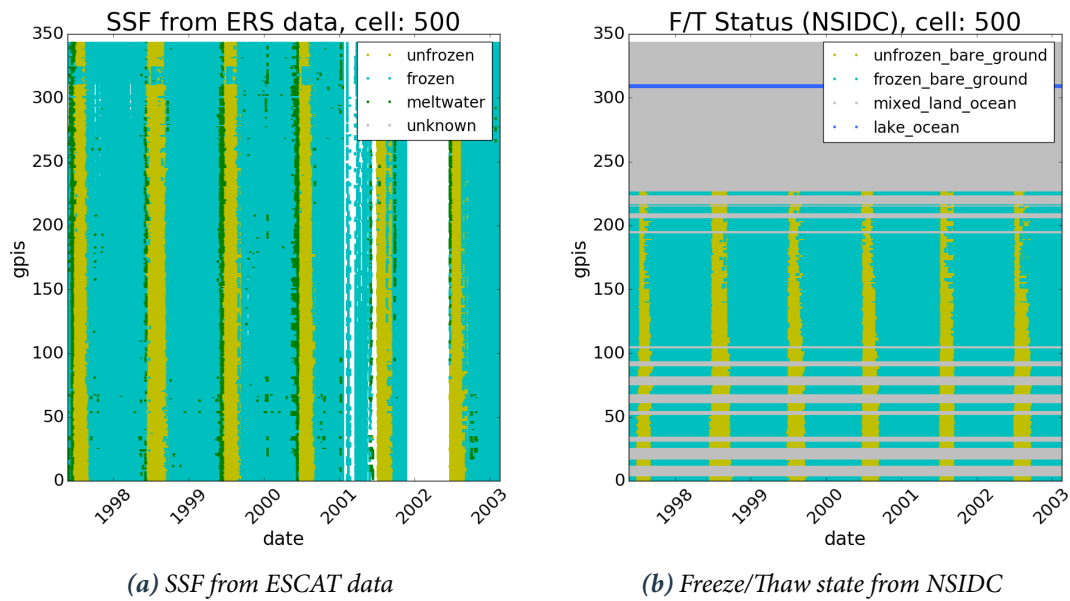 SSF from ERS data, cell: 500
350
300
250
200
150
100
50
0
gpis
unfrozen
frozen
meltwater
unknown
1998
1999
2000
2001
2002
2003
date
(a) SSF from ESCAT data
F/T Status (NSIDC), cell: 500
350
300
250
200
150
100
50
0
gpis
unfrozen_bare_ground
frozen_bare_ground
mixed_land_ocean
lake_ocean
1998
1999
2000
2001
2002
2003
date
(b) Freeze/Thaw state from NSIDC